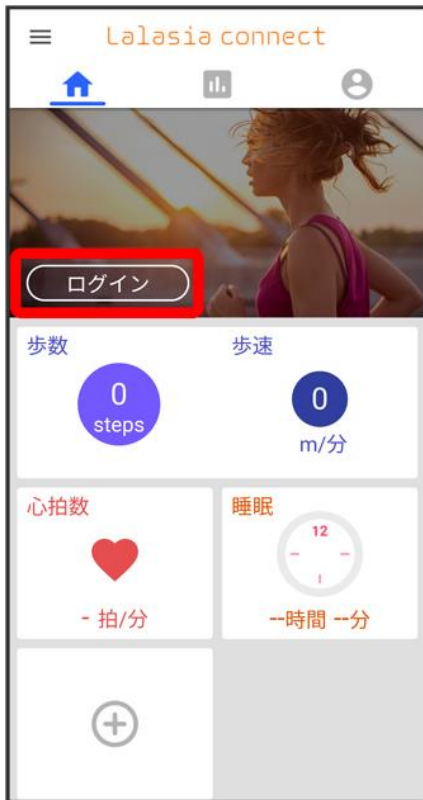 Lalasia connect
ログイン
歩数
歩速
0
steps
0
m/分
心拍数
睡眠
12
- 拍/分
--時間 --分